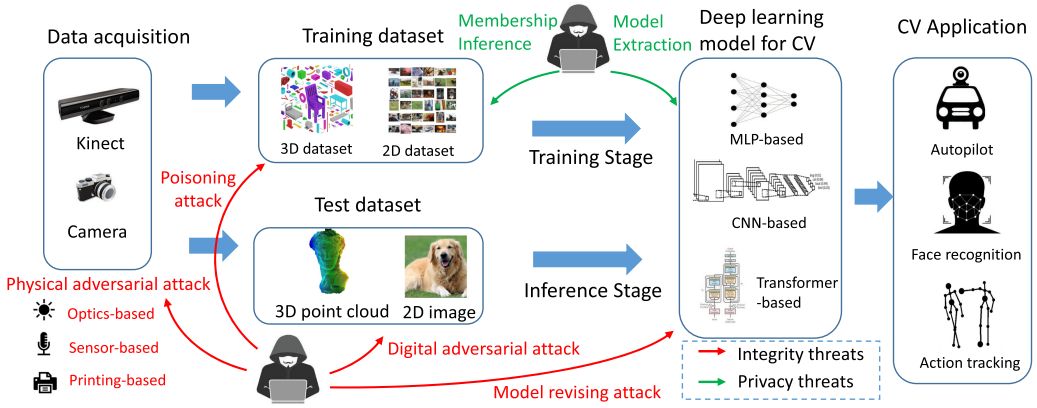 Data acquisition
Kinect
Camera
Training dataset
3D dataset
2D dataset
Membership
Inference
Model
Extraction
Training Stage
Deep learning
model for CV
MLP-based
CNN-based
Transformer
-based
CV Application
Autopilot
Face recognition
Action tracking
Poisoning
attack
Test dataset
3D point cloud
2D image
Inference Stage
Physical adversarial attack
Optics-based
Sensor-based
Printing-based
Digital adversarial attack
Model revising attack
Integrity threats
Privacy threats